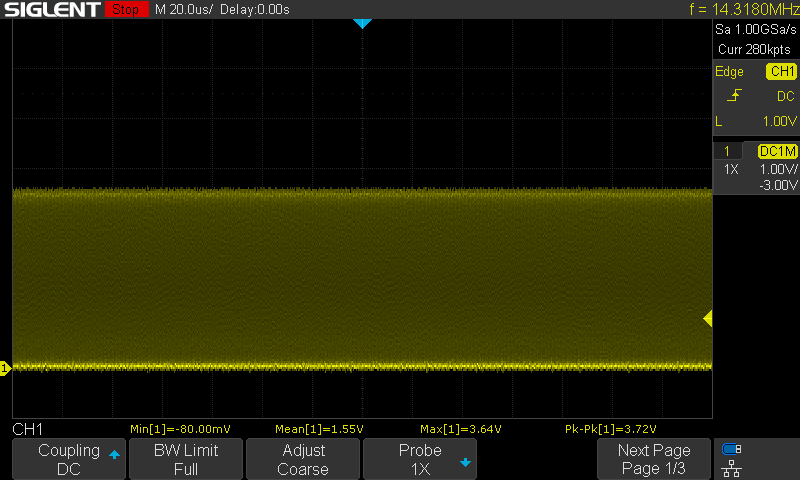 SIGLENT Stop M 20.0us/ Delay:0.00s f = 14.3180MHz
Sa 1.00GSa/s
Curr 280kpts
Edge CH1
DC
L 1.00V
1 DC1M
1X 1.00V/
-3.00V
1
CH1 Min[1]=-80.00mV Mean[1]=1.55V Max[1]=3.64V Pk-Pk[1]=3.72V
Coupling BW Limit Adjust Probe Next Page
DC Full Coarse 1X Page 1/3